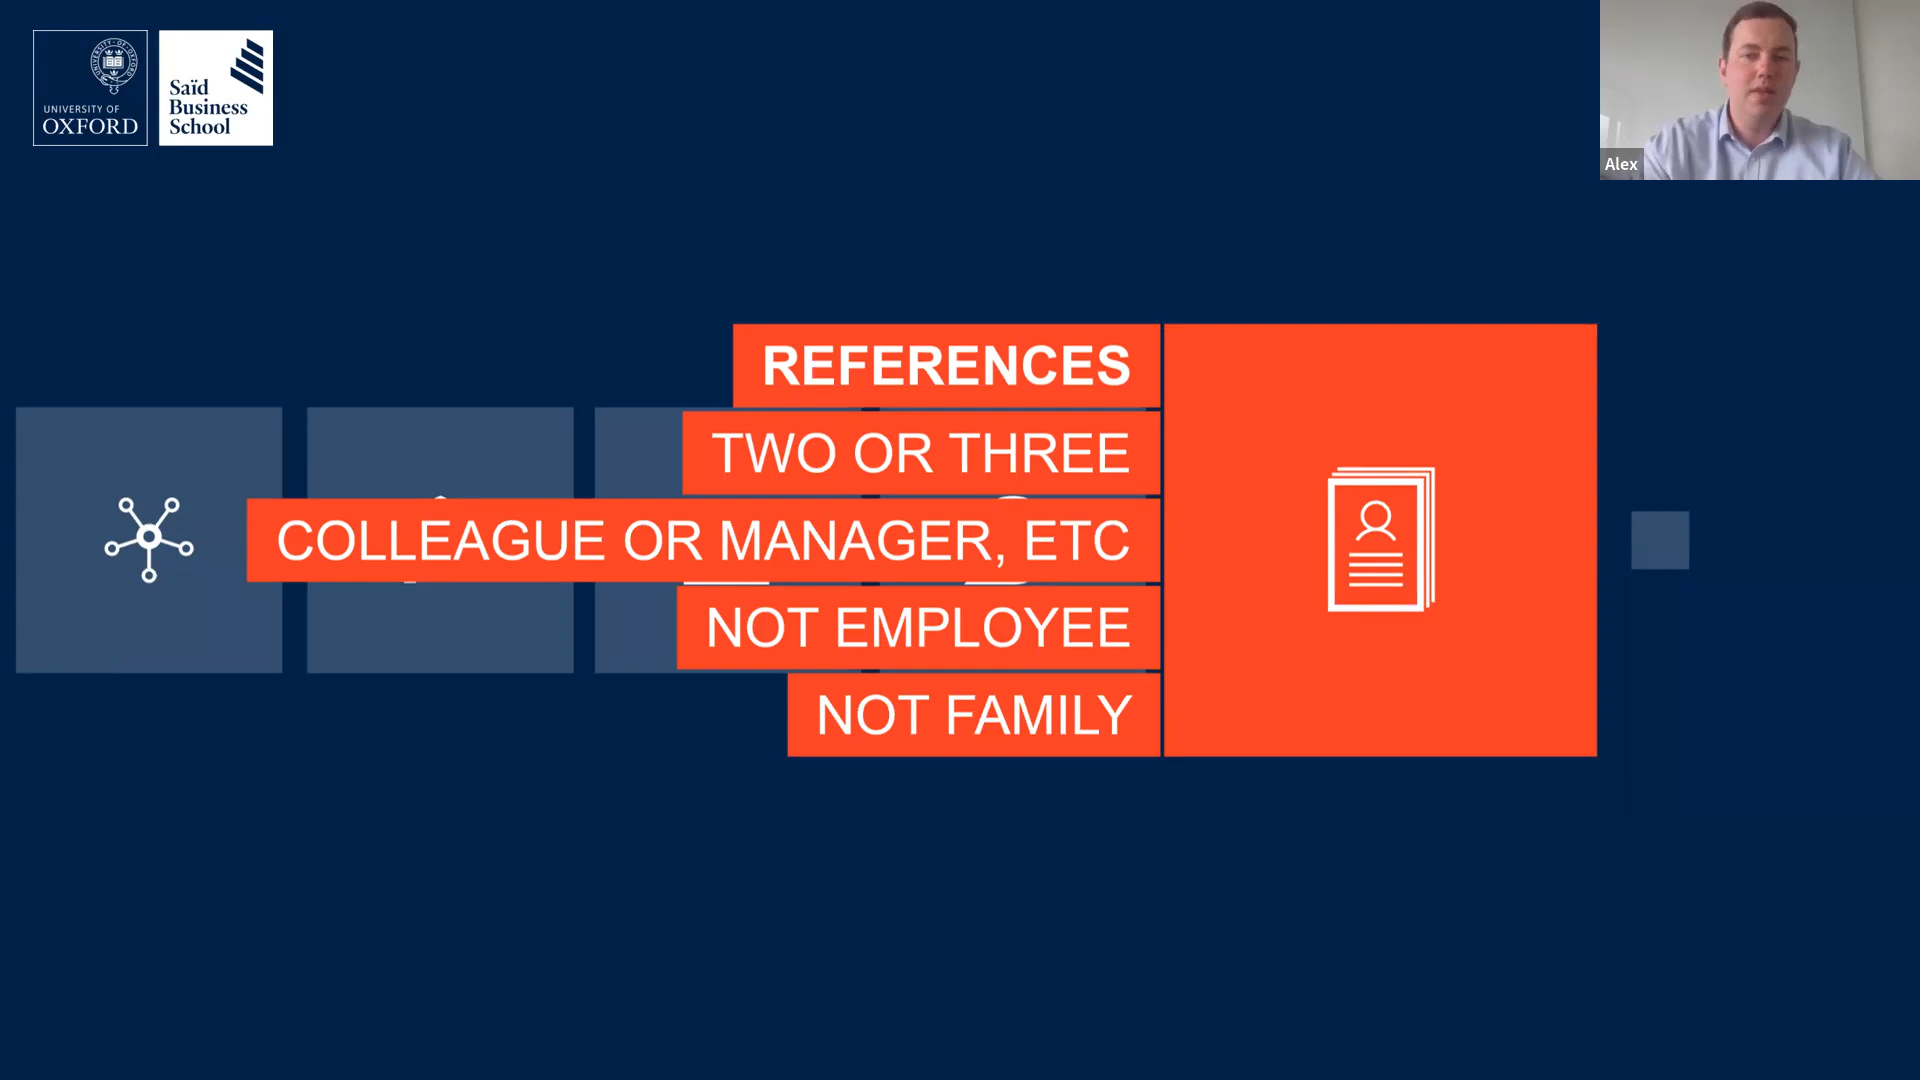 UNIVERSITY OF
OXFORD
Saïd
Business
School
Alex
REFERENCES
TWO OR THREE
COLLEAGUE OR MANAGER, ETC
NOT EMPLOYEE
NOT FAMILY